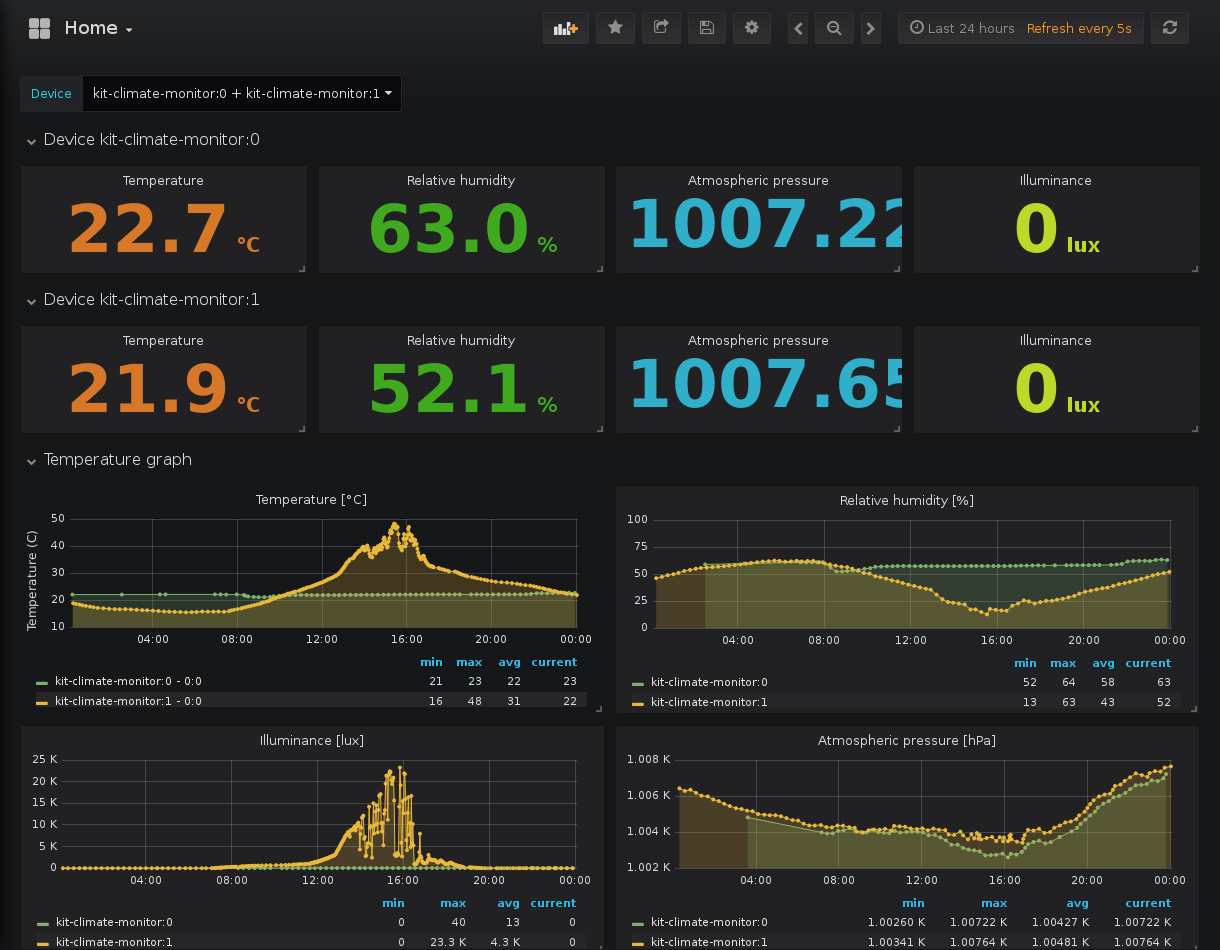 Home
Last 24 hours Refresh every 5s
Device kit-climate-monitor:0 + kit-climate-monitor:1
Device kit-climate-monitor:0
Temperature Relative humidity Atmospheric pressure Illuminance
22.7 °C 63.0 % 1007.22 0 lux
Device kit-climate-monitor:1
Temperature Relative humidity Atmospheric pressure Illuminance
21.9 °C 52.1 % 1007.65 0 lux
Temperature graph
Temperature [°C]
Temperature (C)
50
40
30
20
10
04:00 08:00 12:00 16:00 20:00 00:00
min max avg current
kit-climate-monitor:0 - 0:0 21 23 22 23
kit-climate-monitor:1 - 0:0 16 48 31 22
Relative humidity [%]
100
75
50
25
0
04:00 08:00 12:00 16:00 20:00 00:00
min max avg current
kit-climate-monitor:0 52 64 58 63
kit-climate-monitor:1 13 63 43 52
Illuminance [lux]
25 K
20 K
15 K
10 K
5 K
0
04:00 08:00 12:00 16:00 20:00 00:00
min max avg current
kit-climate-monitor:0 0 40 13 0
kit-climate-monitor:1 0 23.3 K 4.3 K 0
Atmospheric pressure [hPa]
1.008 K
1.006 K
1.004 K
1.002 K
04:00 08:00 12:00 16:00 20:00 00:00
min max avg current
kit-climate-monitor:0 1.00260 K 1.00722 K 1.00427 K 1.00722 K
kit-climate-monitor:1 1.00341 K 1.00764 K 1.00481 K 1.00764 K